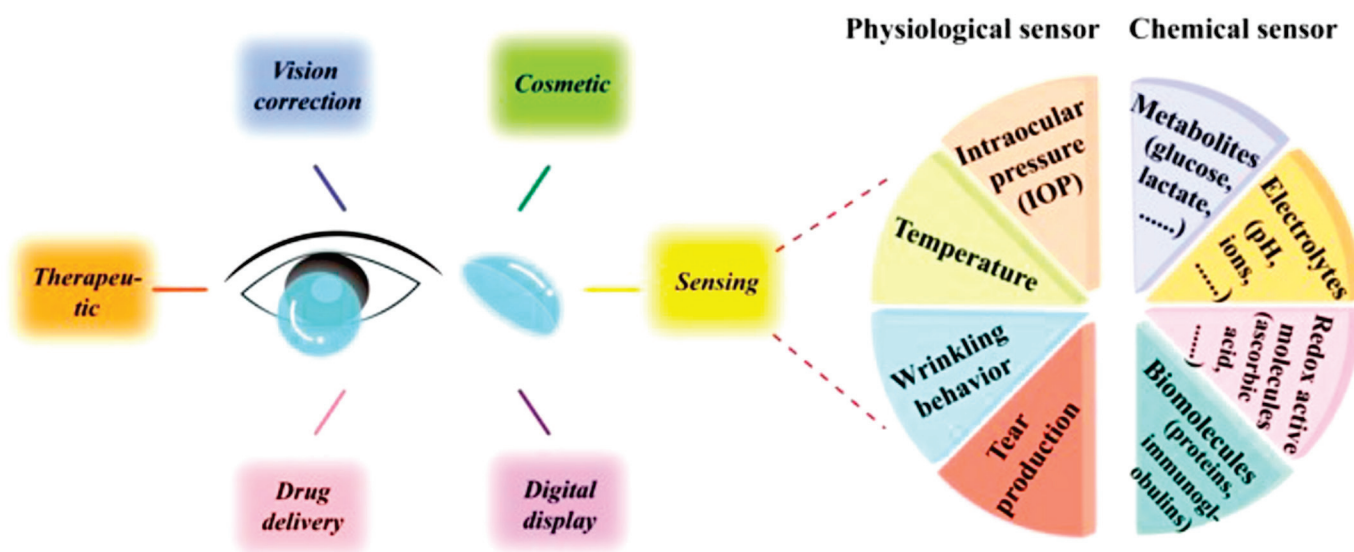 Physiological sensor
Chemical sensor
Vision
correction
Cosmetic
Therapeu-
tic
Sensing
Drug
delivery
Digital
display
Intraocular
pressure
(IOP)
Temperature
Wrinkling
behavior
Tear
production
Metabolites
(glucose,
lactate,
......)
Electrolytes
(pH,
ions,
......)
Redox active
molecules
(ascorbic
acid,
......)
Biomolecules
(proteins,
immunogl-
obulins)